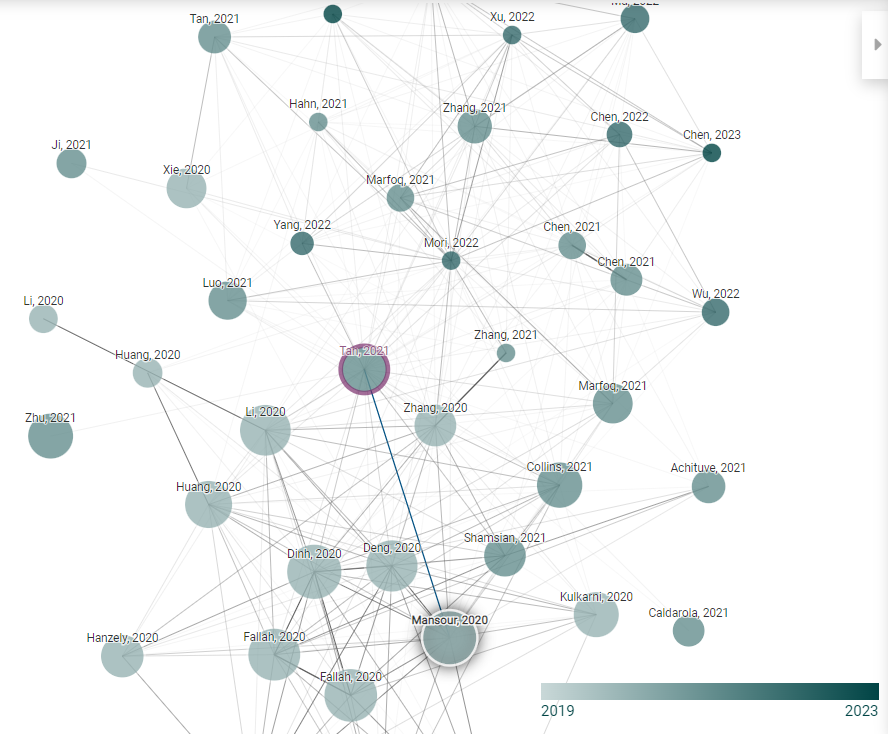 Ma, 2022
Xu, 2022
Tan, 2021
Hahn, 2021
Zhang, 2021
Chen, 2022
Chen, 2023
Ji, 2021
Xie, 2020
Marfoq, 2021
Yang, 2022
Chen, 2021
Mori, 2022
Chen, 2021
Luo, 2021
Wu, 2022
Li, 2020
Zhang, 2021
Huang, 2020
Tan, 2021
Marfoq, 2021
Zhu, 2021
Li, 2020
Zhang, 2020
Collins, 2021
Achituve, 2021
Huang, 2020
Shamsian, 2021
Dinh, 2020
Deng, 2020
Kulkarni, 2020
Caldarola, 2021
Mansour, 2020
Hanzely, 2020
Fallah, 2020
Fallah, 2020
2019
2023